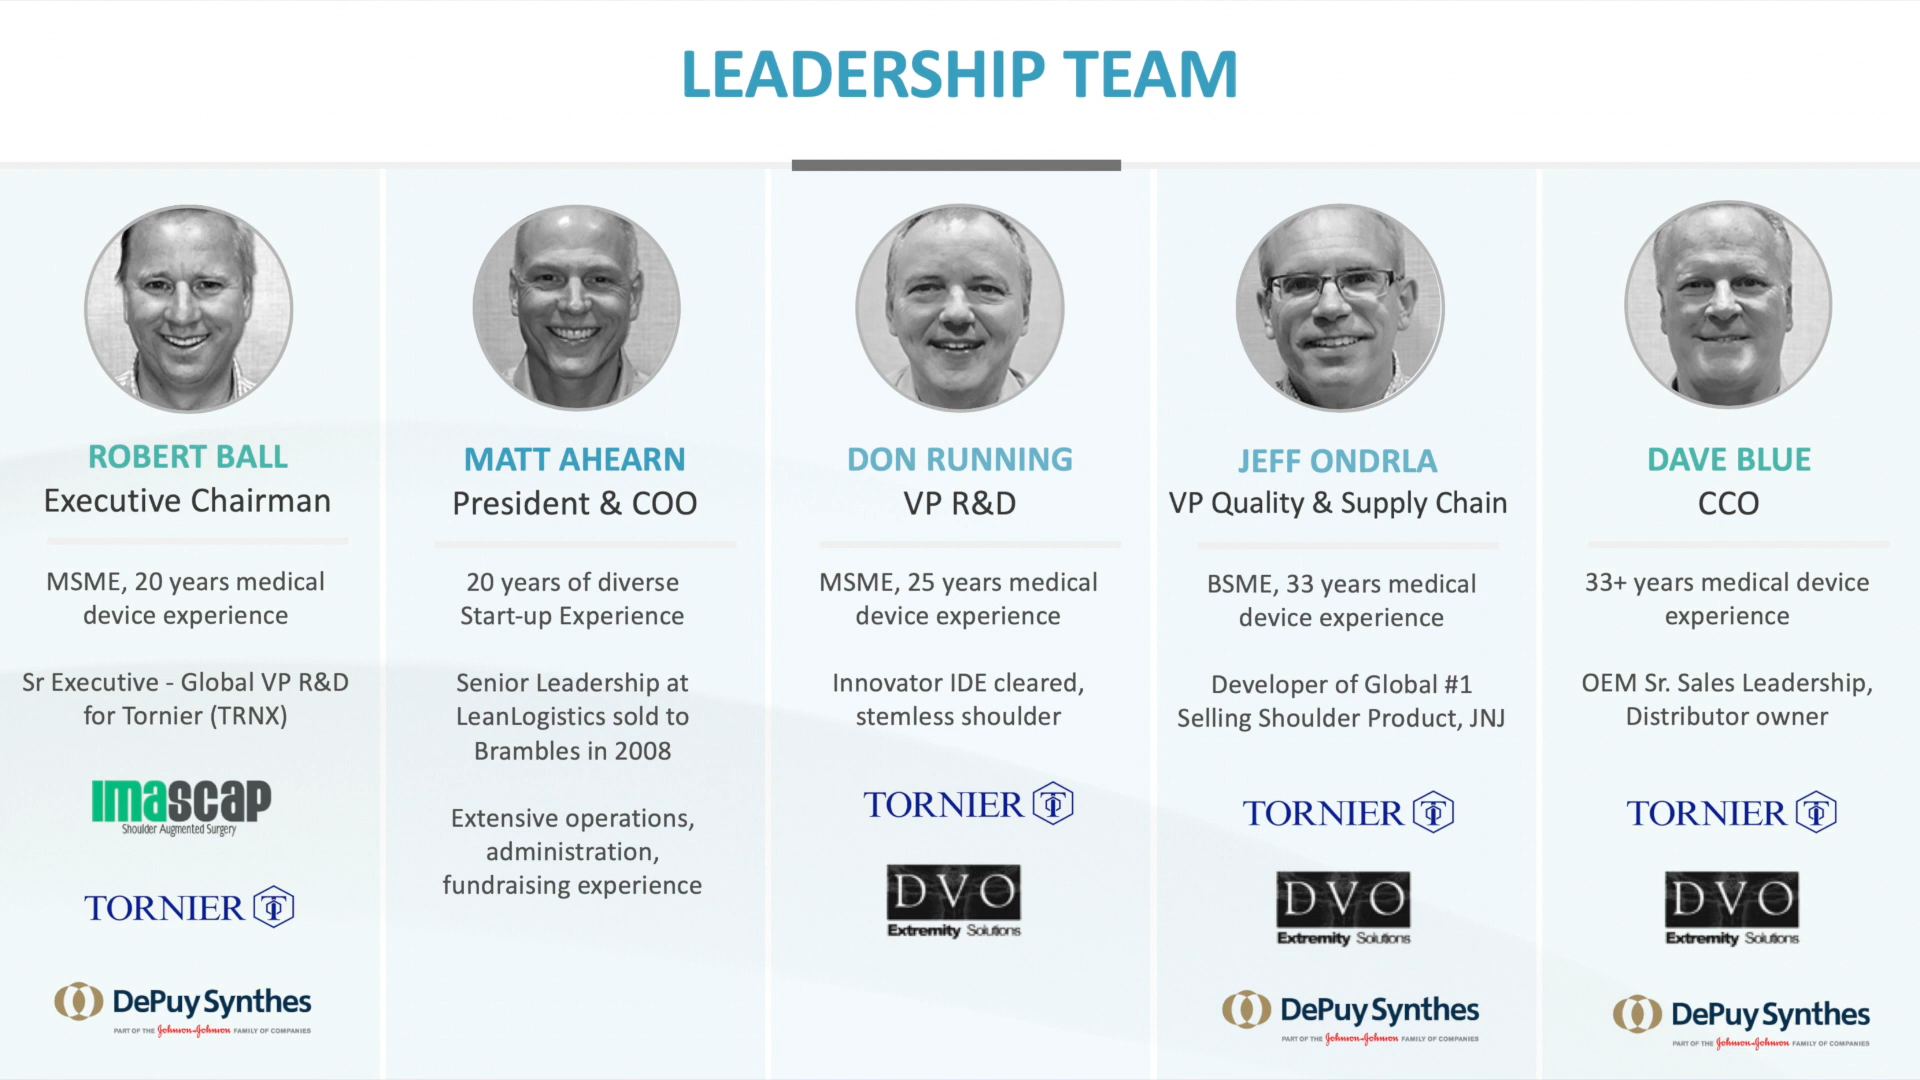 LEADERSHIP TEAM
ROBERT BALL
Executive Chairman
MSME, 20 years medical
device experience
Sr Executive - Global VP R&D
for Tornier (TRNX)
Imascap
Shoulder Augmented Surgery
TORNIER
DePuy Synthes
PART OF THE Johnson & Johnson FAMILY OF COMPANIES
MATT AHEARN
President & COO
20 years of diverse
Start-up Experience
Senior Leadership at
LeanLogistics sold to
Brambles in 2008
Extensive operations,
administration,
fundraising experience
DON RUNNING
VP R&D
MSME, 25 years medical
device experience
Innovator IDE cleared,
stemless shoulder
TORNIER
DVO
Extremity Solutions
JEFF ONDRLA
VP Quality & Supply Chain
BSME, 33 years medical
device experience
Developer of Global #1
Selling Shoulder Product, JNJ
TORNIER
DVO
Extremity Solutions
DePuy Synthes
PART OF THE Johnson & Johnson FAMILY OF COMPANIES
DAVE BLUE
CCO
33+ years medical device
experience
OEM Sr. Sales Leadership,
Distributor owner
TORNIER
DVO
Extremity Solutions
DePuy Synthes
PART OF THE Johnson & Johnson FAMILY OF COMPANIES